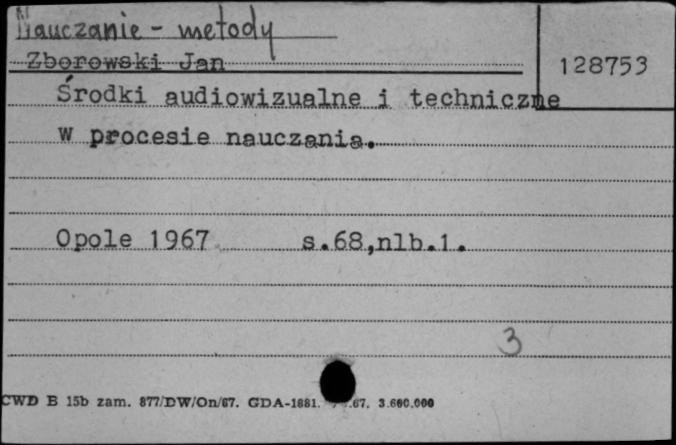 Nauczanie - metody
Zborowski Jan
128753
Środki audiowizualne i techniczne
w procesie nauczania.
Opole 1967 s.68,nlb.1.
3
CWD B 15b zam. 877/DW/On/67. GDA-1681. .67. 3.600.000